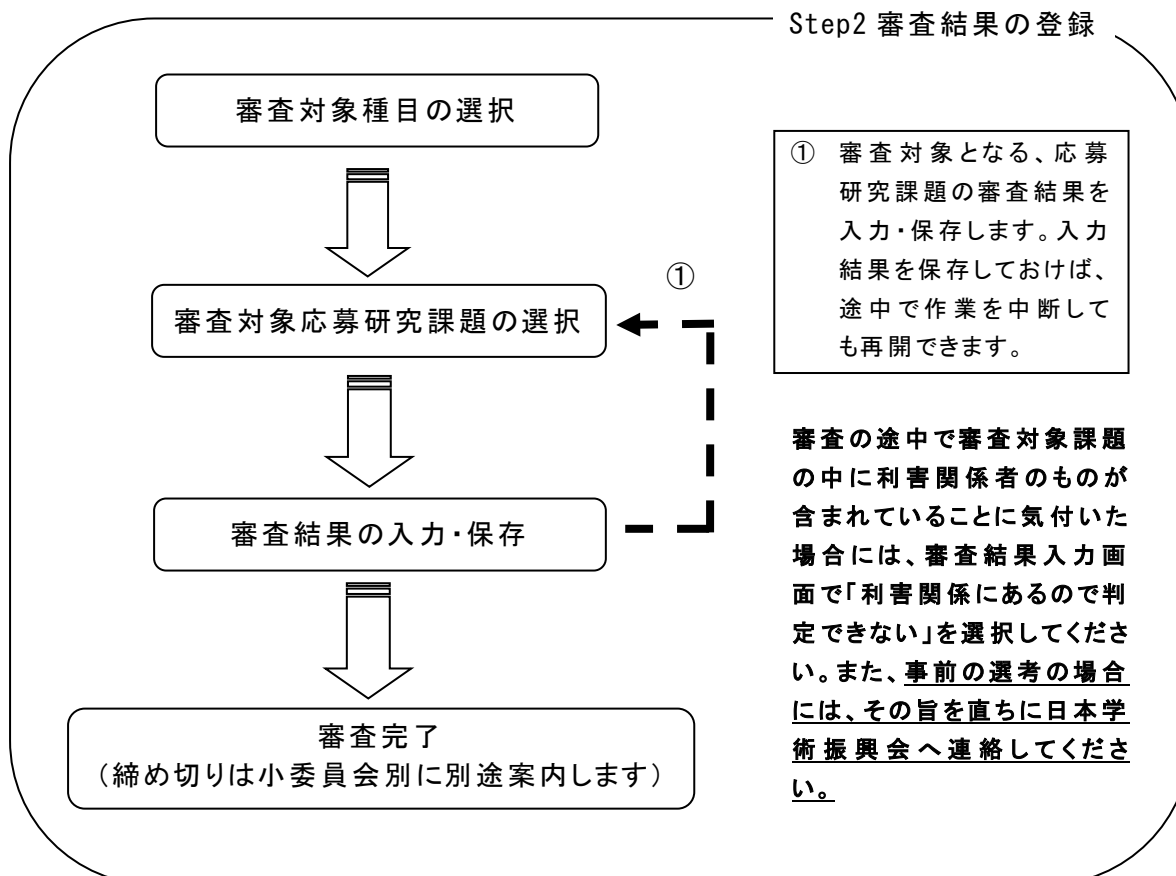 Step2 審査結果の登録
審査対象種目の選択
審査対象応募研究課題の選択
①
審査結果の入力・保存
審査完了
（締め切りは小委員会別に別途案内します）
① 審査対象となる、応募
研究課題の審査結果を
入力・保存します。入力
結果を保存しておけば、
途中で作業を中断して
も再開できます。
審査の途中で審査対象課題
の中に利害関係者のものが
含まれていることに気付いた
場合には、審査結果入力画
面で「利害関係にあるので判
定できない」を選択してくださ
い。また、事前の選考の場合
には、その旨を直ちに日本学
術振興会へ連絡してくださ
い。